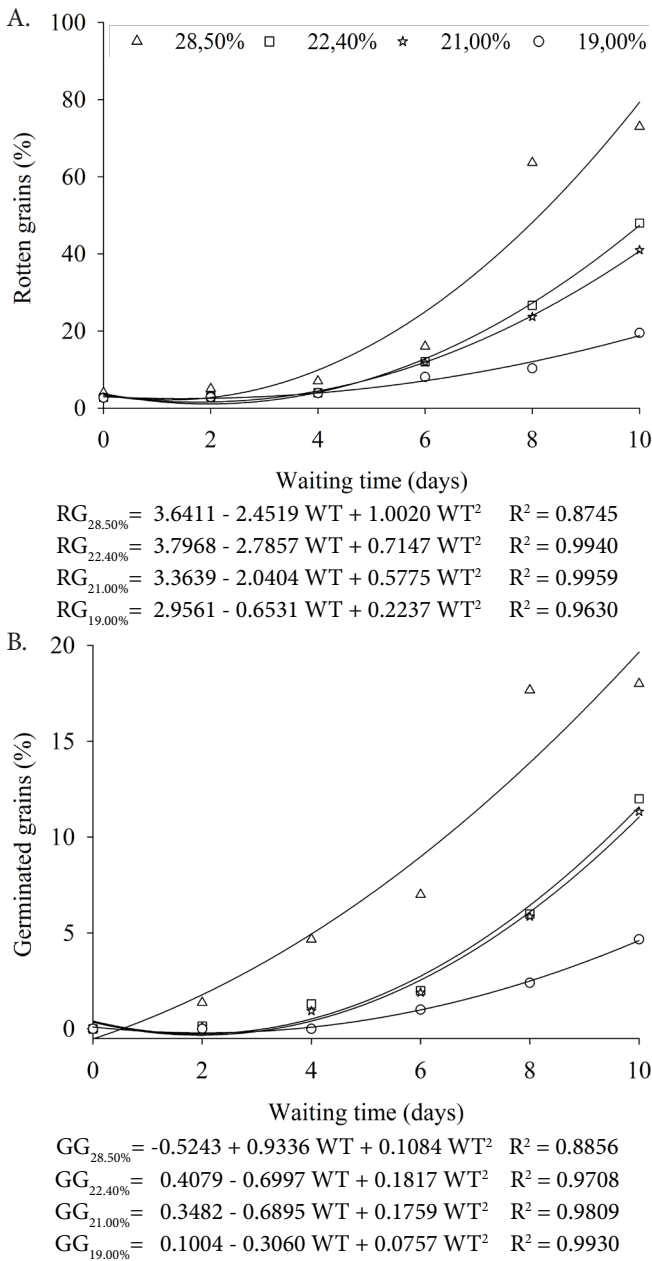 A.
100
80
60
40
20
0
Rotten grains (%)
28,50% 22,40% 21,00% 19,00%
0 2 4 6 8 10
Waiting time (days)
RG28.50%= 3.6411 - 2.4519 WT + 1.0020 WT² R² = 0.8745
RG22.40%= 3.7968 - 2.7857 WT + 0.7147 WT² R² = 0.9940
RG21.00%= 3.3639 - 2.0404 WT + 0.5775 WT² R² = 0.9959
RG19.00%= 2.9561 - 0.6531 WT + 0.2237 WT² R² = 0.9630
B.
20
15
10
5
0
Germinated grains (%)
0 2 4 6 8 10
Waiting time (days)
GG28.50%= -0.5243 + 0.9336 WT + 0.1084 WT² R² = 0.8856
GG22.40%= 0.4079 - 0.6997 WT + 0.1817 WT² R² = 0.9708
GG21.00%= 0.3482 - 0.6895 WT + 0.1759 WT² R² = 0.9809
GG19.00%= 0.1004 - 0.3060 WT + 0.0757 WT² R² = 0.9930